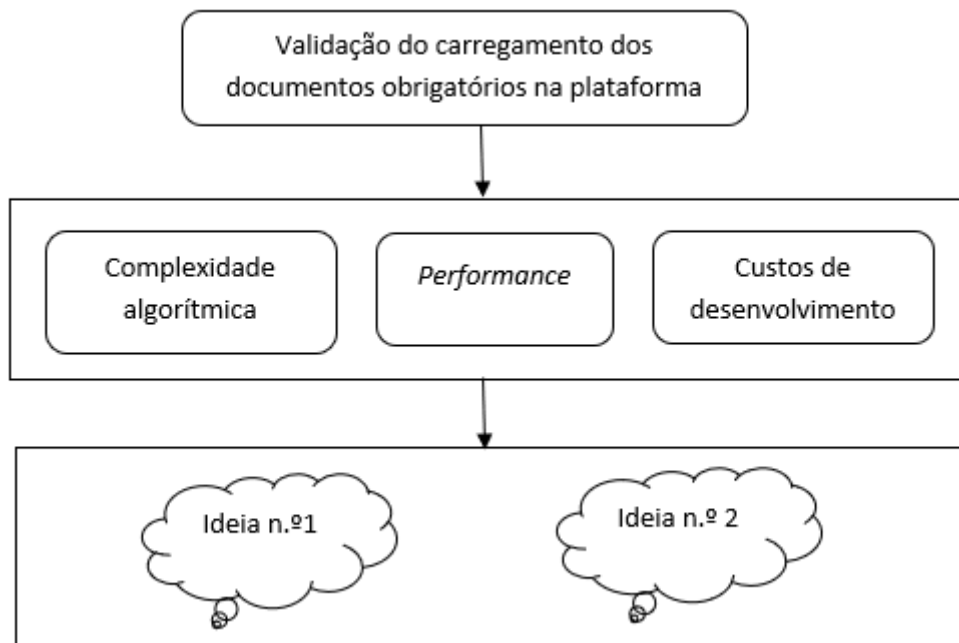 Validação do carregamento dos
documentos obrigatórios na plataforma
Complexidade
algorítmica
Performance
Custos de
desenvolvimento
Ideia n.º1
Ideia n.º 2